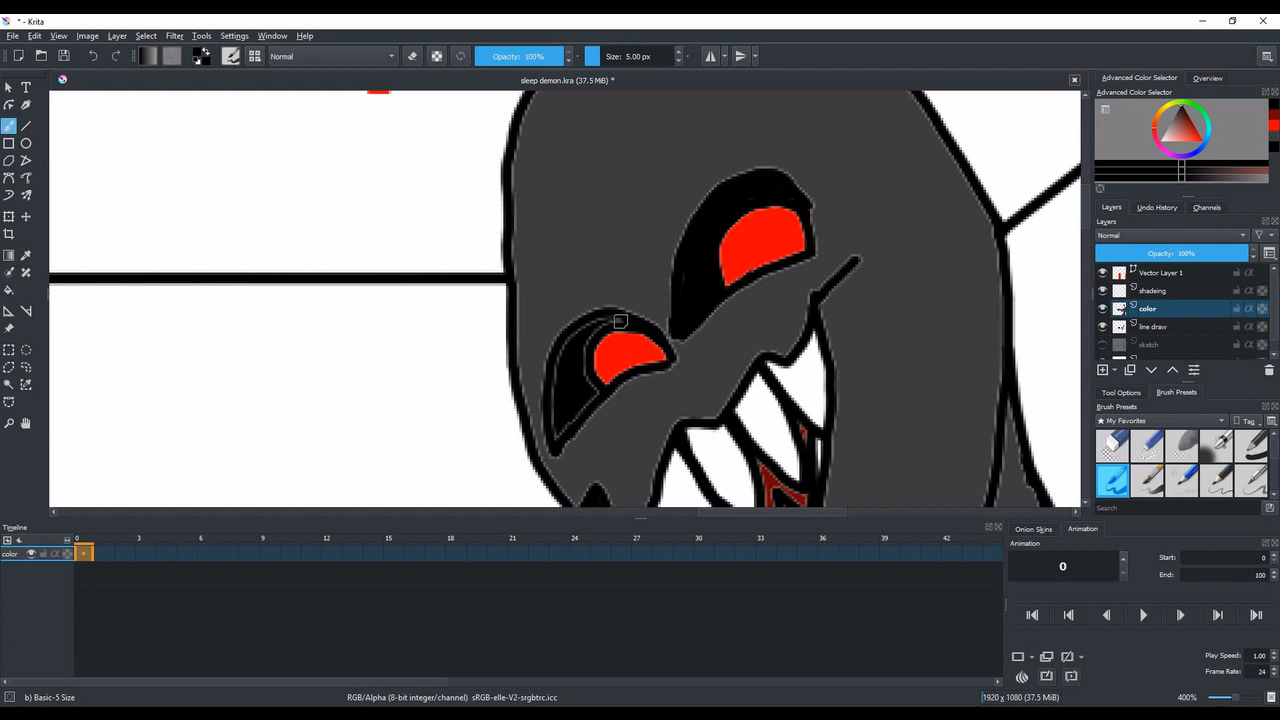 * - Krita
File Edit View Image Layer Select Filter Tools Settings Window Help
Normal Opacity: 100% Size: 5.00 px
sleep demon.kra (37.5 MiB) *
Advanced Color Selector Overview
Advanced Color Selector
Layers Undo History Channels
Layers
Normal
Opacity: 100%
Vector Layer 1
shadeing
color
line draw
sketch
Tool Options Brush Presets
Brush Presets
My Favorites Tag
Search
Timeline
0 3 6 9 12 15 18 21 24 27 30 33 36 39 42
color
Onion Skins Animation
Animation
0
Start: 0
End: 100
Play Speed: 1.00
Frame Rate: 24
b) Basic-5 Size
RGB/Alpha (8-bit integer/channel) sRGB-elle-V2-srgbtrc.icc
1920 x 1080 (37.5 MiB)
400%